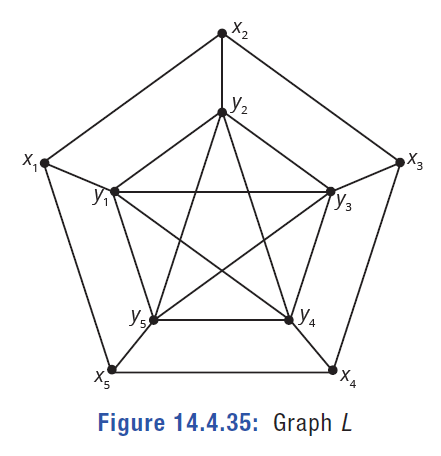 x₂
y₂
x₁
x₃
y₁
y₃
y₅
y₄
x₅
x₄
Figure 14.4.35: Graph L